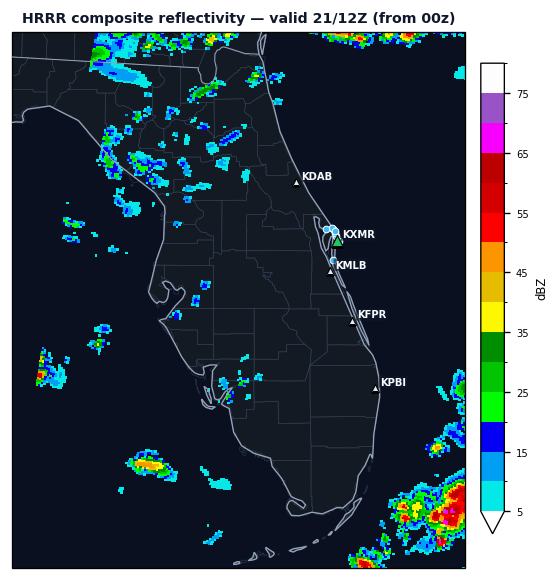 HRRR composite reflectivity — valid 21/12Z (from 00z)
KDAB
KXMR
KMLB
KFPR
KPBI
75
65
55
45
35
25
15
5
dBZ